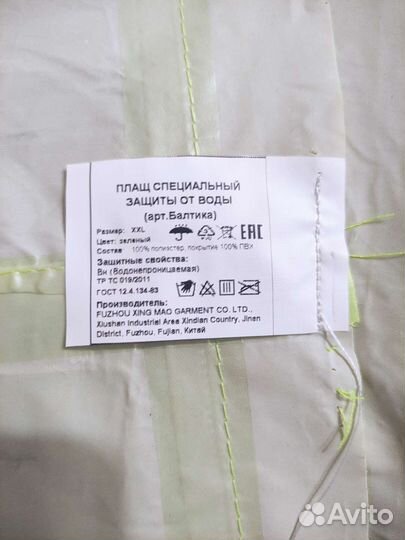 ПЛАЩ СПЕЦИАЛЬНЫЙ
ЗАЩИТЫ ОТ ВОДЫ
(арт.Балтика)
Размер: XXL
Цвет: зеленый
Состав: 100% полиэстер, покрытие 100% ПВХ
EAC
Защитные свойства:
Вн (Водонепроницаемая)
ТР ТС 019/2011
ГОСТ 12.4.134-83
Производитель:
FUZHOU XING MAO GARMENT CO. LTD.,
Xiushan Industrial Area Xindian Country, Jinan
District, Fuzhou, Fujian, Китай
Avito